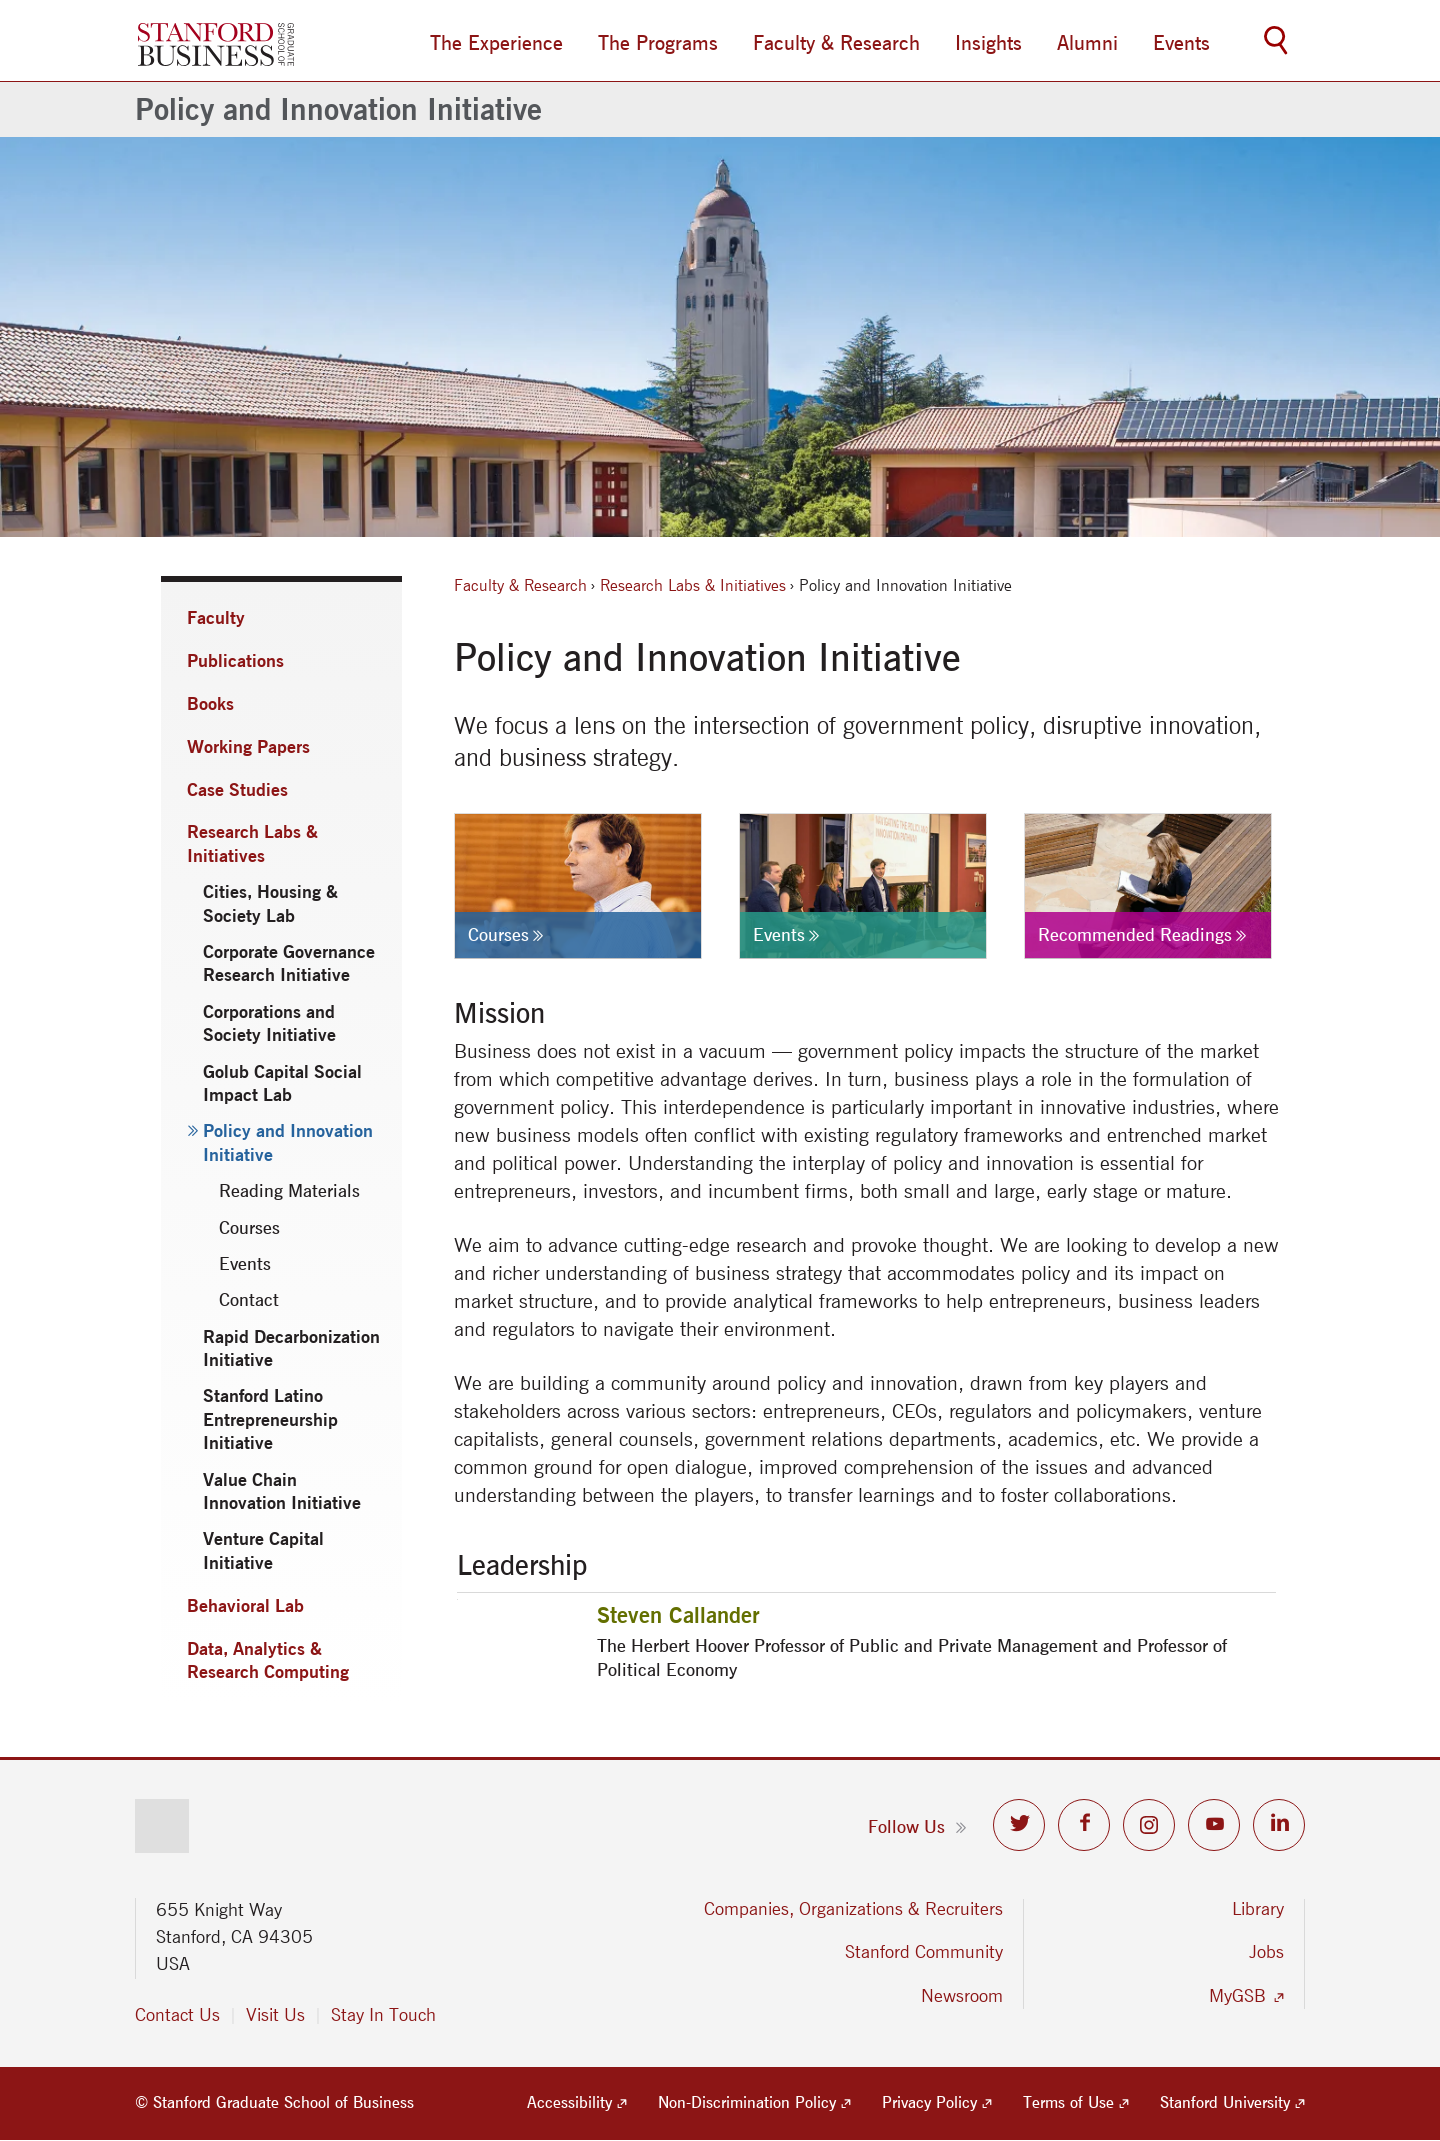 STANFORD
BUSINESS
GRADUATE
SCHOOL OF
The Experience
The Programs
Faculty & Research
Insights
Alumni
Events
Policy and Innovation Initiative
Faculty
Publications
Books
Working Papers
Case Studies
Research Labs &
Initiatives
Cities, Housing &
Society Lab
Corporate Governance
Research Initiative
Corporations and
Society Initiative
Golub Capital Social
Impact Lab
» Policy and Innovation
Initiative
Reading Materials
Courses
Events
Contact
Rapid Decarbonization
Initiative
Stanford Latino
Entrepreneurship
Initiative
Value Chain
Innovation Initiative
Venture Capital
Initiative
Behavioral Lab
Data, Analytics &
Research Computing
Faculty & Research › Research Labs & Initiatives › Policy and Innovation Initiative
Policy and Innovation Initiative
We focus a lens on the intersection of government policy, disruptive innovation,
and business strategy.
Courses »
NAVIGATING THE POLICY AND
INNOVATION PATHWAY
Events »
Recommended Readings »
Mission
Business does not exist in a vacuum — government policy impacts the structure of the market
from which competitive advantage derives. In turn, business plays a role in the formulation of
government policy. This interdependence is particularly important in innovative industries, where
new business models often conflict with existing regulatory frameworks and entrenched market
and political power. Understanding the interplay of policy and innovation is essential for
entrepreneurs, investors, and incumbent firms, both small and large, early stage or mature.
We aim to advance cutting-edge research and provoke thought. We are looking to develop a new
and richer understanding of business strategy that accommodates policy and its impact on
market structure, and to provide analytical frameworks to help entrepreneurs, business leaders
and regulators to navigate their environment.
We are building a community around policy and innovation, drawn from key players and
stakeholders across various sectors: entrepreneurs, CEOs, regulators and policymakers, venture
capitalists, general counsels, government relations departments, academics, etc. We provide a
common ground for open dialogue, improved comprehension of the issues and advanced
understanding between the players, to transfer learnings and to foster collaborations.
Leadership
Steven Callander
The Herbert Hoover Professor of Public and Private Management and Professor of
Political Economy
Follow Us »
655 Knight Way
Stanford, CA 94305
USA
Contact Us | Visit Us | Stay In Touch
Companies, Organizations & Recruiters
Stanford Community
Newsroom
Library
Jobs
MyGSB
© Stanford Graduate School of Business
Accessibility
Non-Discrimination Policy
Privacy Policy
Terms of Use
Stanford University